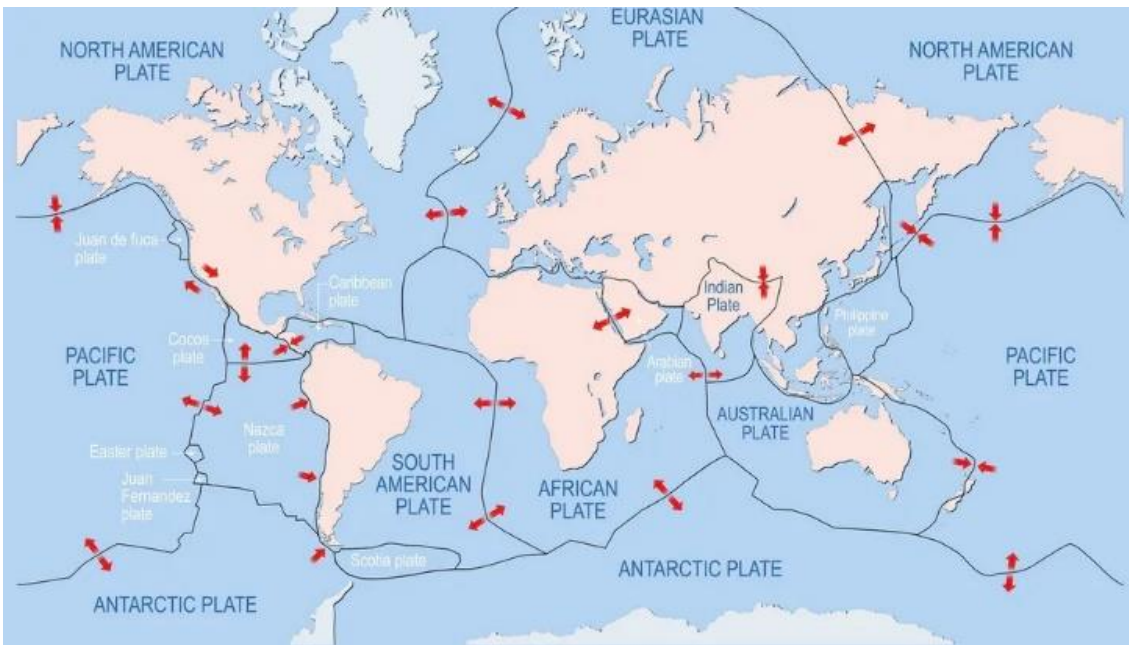 EURASIAN
PLATE
NORTH AMERICAN
PLATE
NORTH AMERICAN
PLATE
Juan de fuca
plate
Caribbean
plate
Indian
Plate
Cocos
plate
Philippine
plate
PACIFIC
PLATE
Arabian
plate
PACIFIC
PLATE
AUSTRALIAN
PLATE
Nazca
plate
Easter plate
Juan
Fernandez
plate
SOUTH
AMERICAN
PLATE
AFRICAN
PLATE
Scotia plate
ANTARCTIC PLATE
ANTARCTIC PLATE